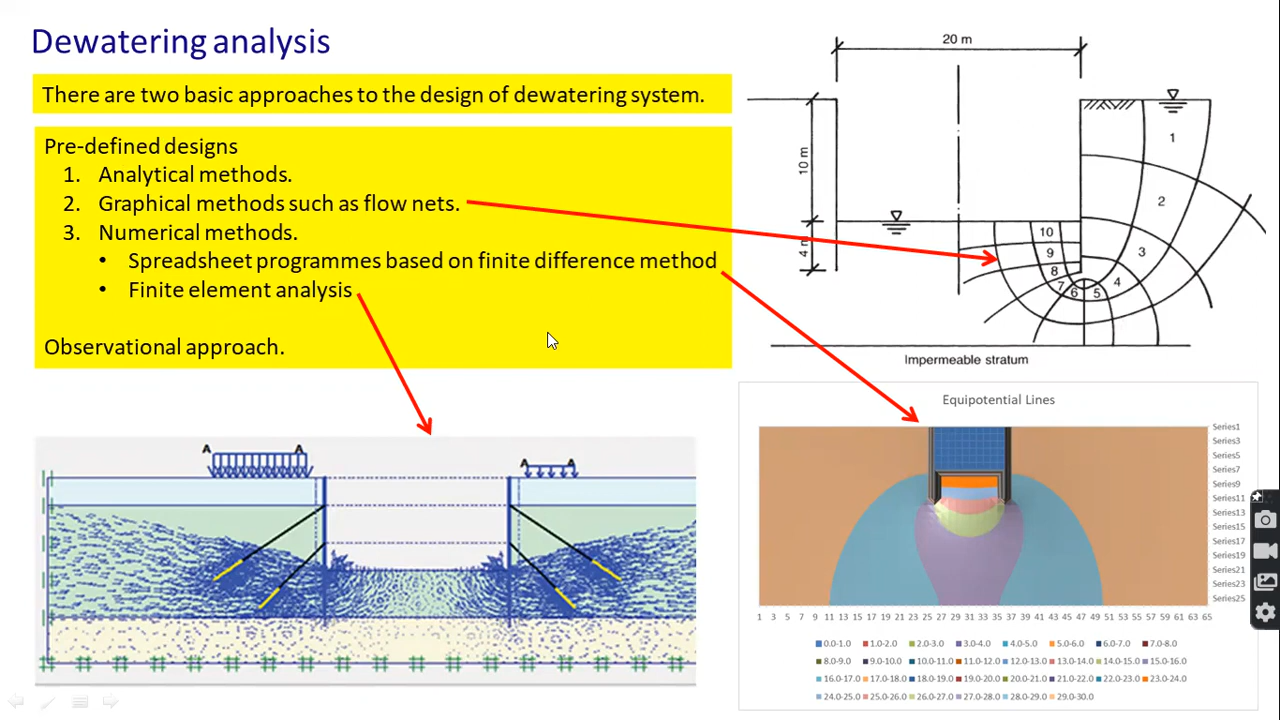 Dewatering analysis
There are two basic approaches to the design of dewatering system.
Pre-defined designs
1. Analytical methods.
2. Graphical methods such as flow nets.
3. Numerical methods.
• Spreadsheet programmes based on finite difference method
• Finite element analysis
Observational approach.
20 m
10 m
4 m
1
2
3
4
5
6
7
8
9
10
Impermeable stratum
A A
A A
Equipotential Lines
Series1
Series3
Series5
Series7
Series9
Series11
Series13
Series15
Series17
Series19
Series21
Series23
Series25
1 3 5 7 9 11 13 15 17 19 21 23 25 27 29 31 33 35 37 39 41 43 45 47 49 51 53 55 57 59 61 63 65
0.0-1.0 1.0-2.0 2.0-3.0 3.0-4.0 4.0-5.0 5.0-6.0 6.0-7.0 7.0-8.0
8.0-9.0 9.0-10.0 10.0-11.0 11.0-12.0 12.0-13.0 13.0-14.0 14.0-15.0 15.0-16.0
16.0-17.0 17.0-18.0 18.0-19.0 19.0-20.0 20.0-21.0 21.0-22.0 22.0-23.0 23.0-24.0
24.0-25.0 25.0-26.0 26.0-27.0 27.0-28.0 28.0-29.0 29.0-30.0